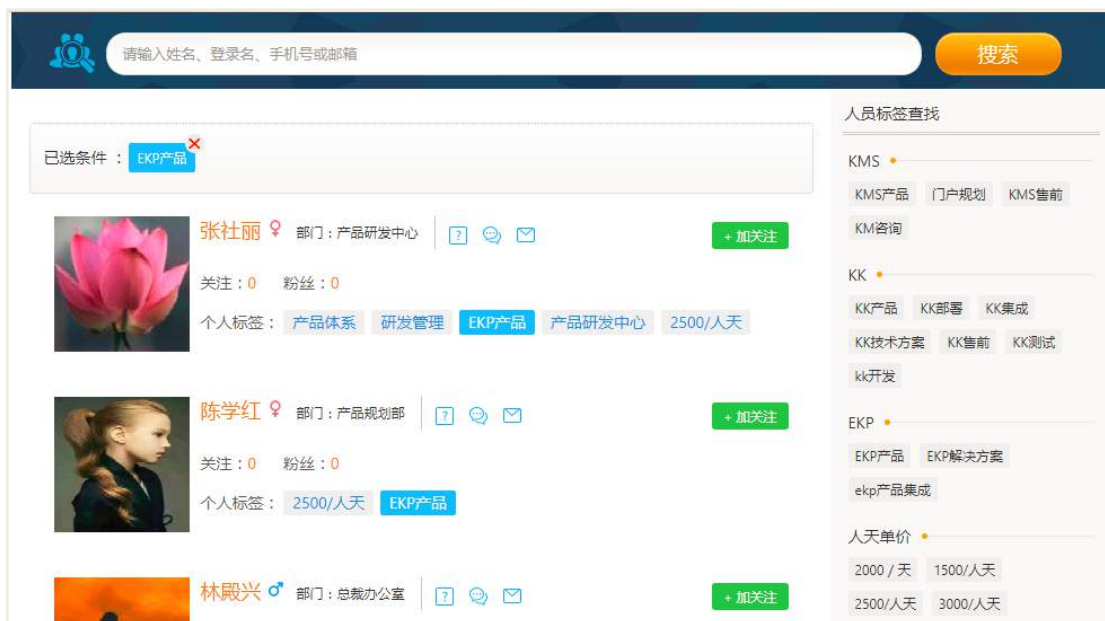 请输入姓名、登录名、手机号或邮箱
搜索
已选条件 : EKP产品
张社丽 部门:产品研发中心 ?
+ 加关注
关注:0 粉丝:0
个人标签: 产品体系 研发管理 EKP产品 产品研发中心 2500/人天
陈学红 部门:产品规划部 ?
+ 加关注
关注:0 粉丝:0
个人标签: 2500/人天 EKP产品
林殿兴 部门:总裁办公室 ?
+ 加关注
人员标签查找
KMS
KMS产品 门户规划 KMS售前
KM咨询
KK
KK产品 KK部署 KK集成
KK技术方案 KK售前 KK测试
kk开发
EKP
EKP产品 EKP解决方案
ekp产品集成
人天单价
2000 / 天 1500/人天
2500/人天 3000/人天